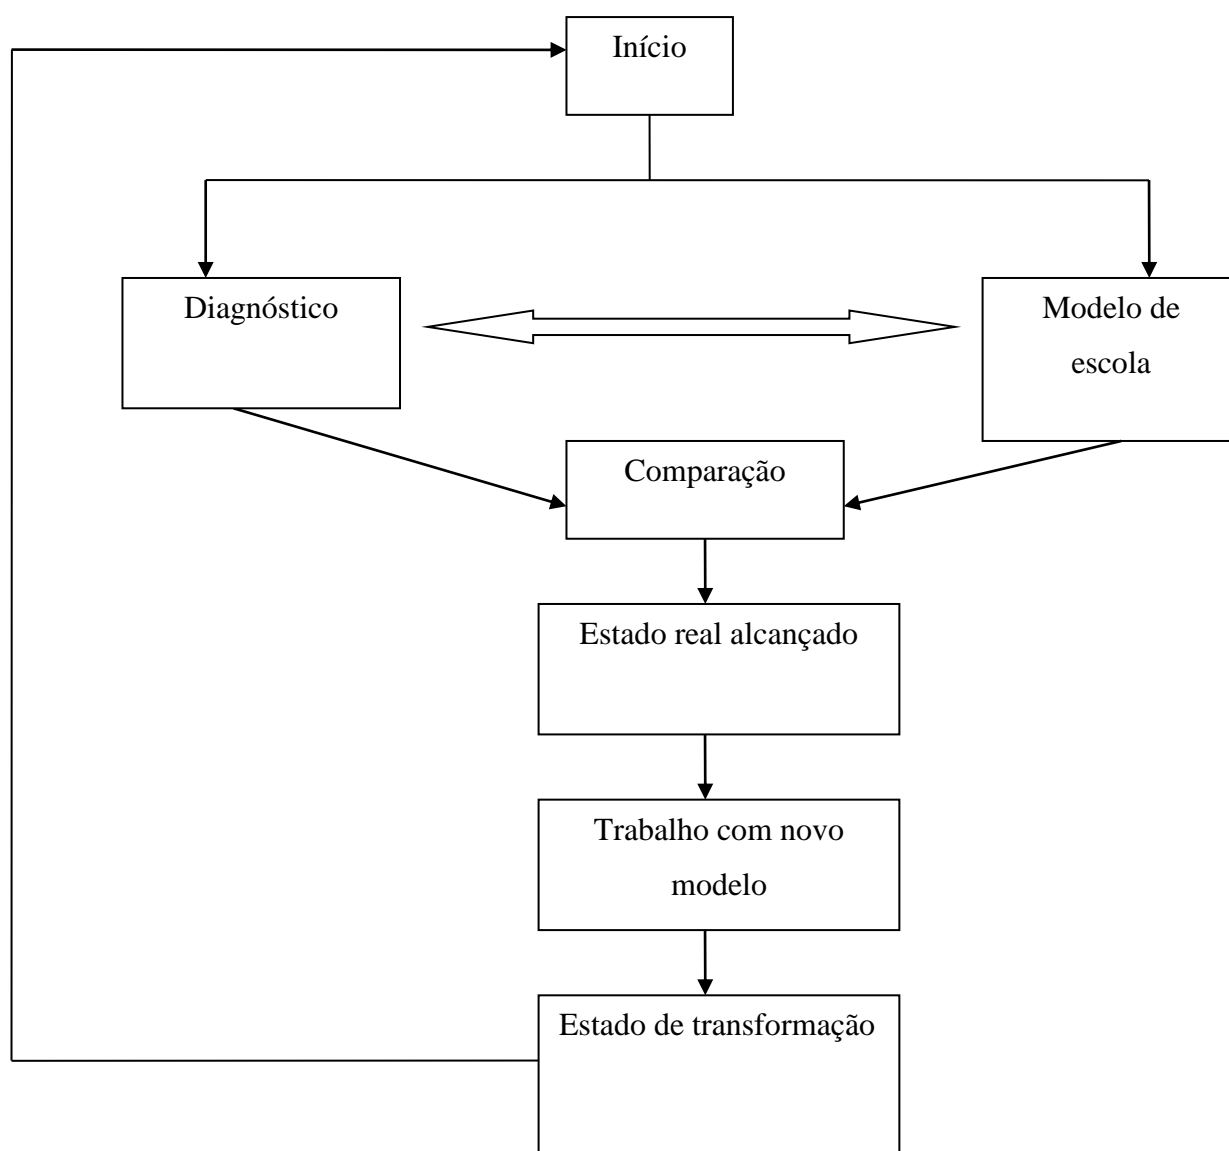 Início
Diagnóstico
Modelo de
escola
Comparação
Estado real alcançado
Trabalho com novo
modelo
Estado de transformação